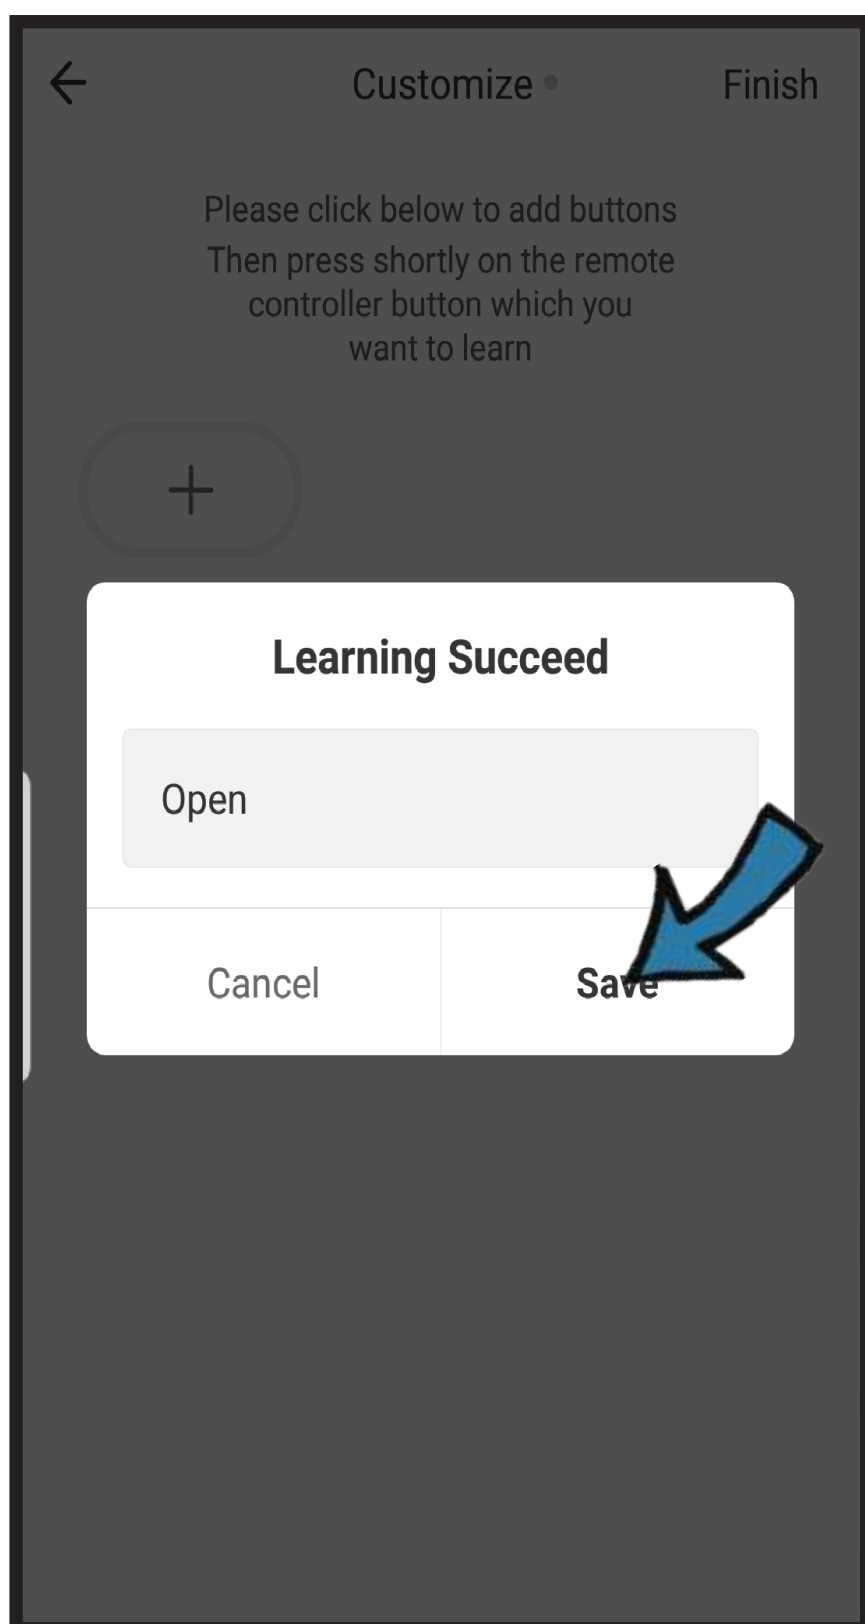 Customize
Finish
Please click below to add buttons
Then press shortly on the remote
controller button which you
want to learn
Learning Succeed
Open
Cancel
Save